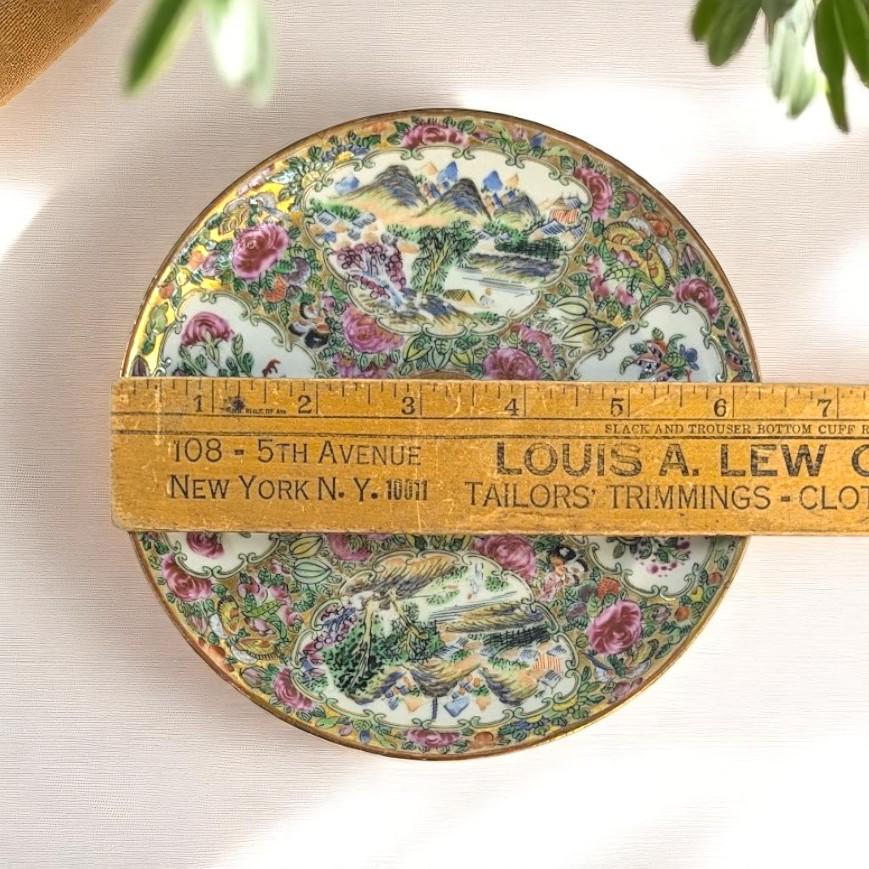 1 2 3 4 5 6 7
SLACK AND TROUSER BOTTOM CUFF R
108 - 5TH AVENUE
NEW YORK N. Y. 10011
LOUIS A. LEW
TAILORS' TRIMMINGS - CLOT